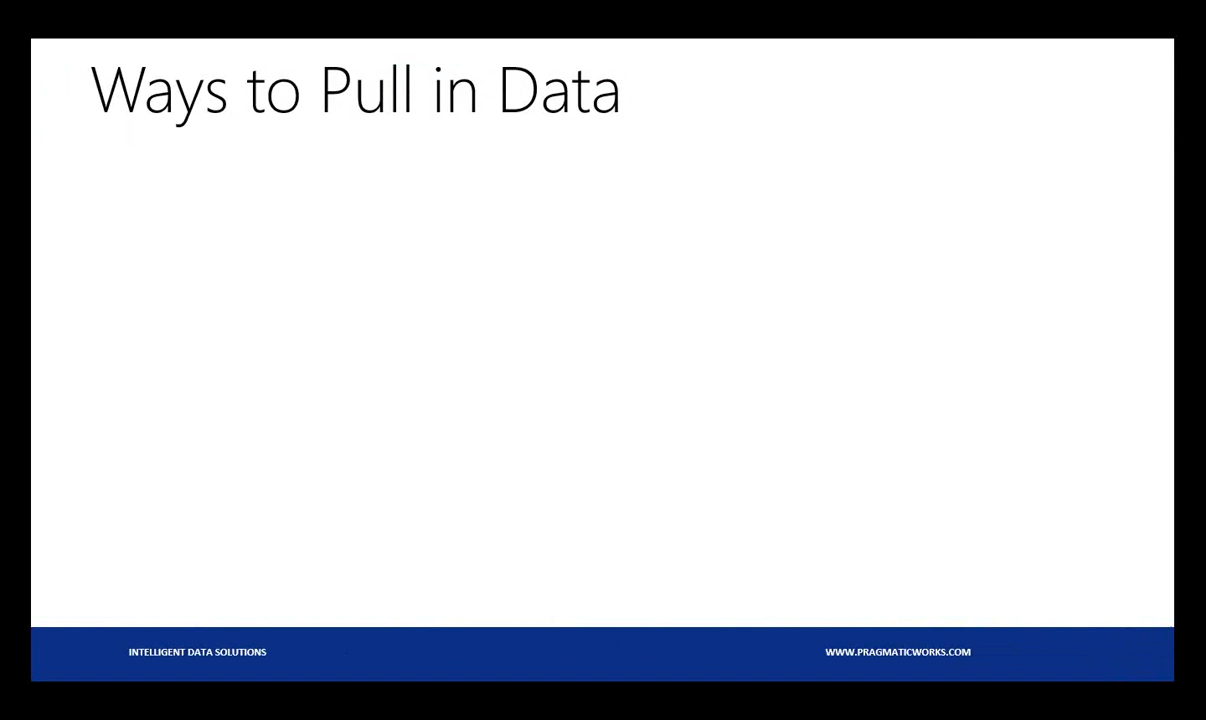 Ways to Pull in Data
INTELLIGENT DATA SOLUTIONS
WWW.PRAGMATICWORKS.COM